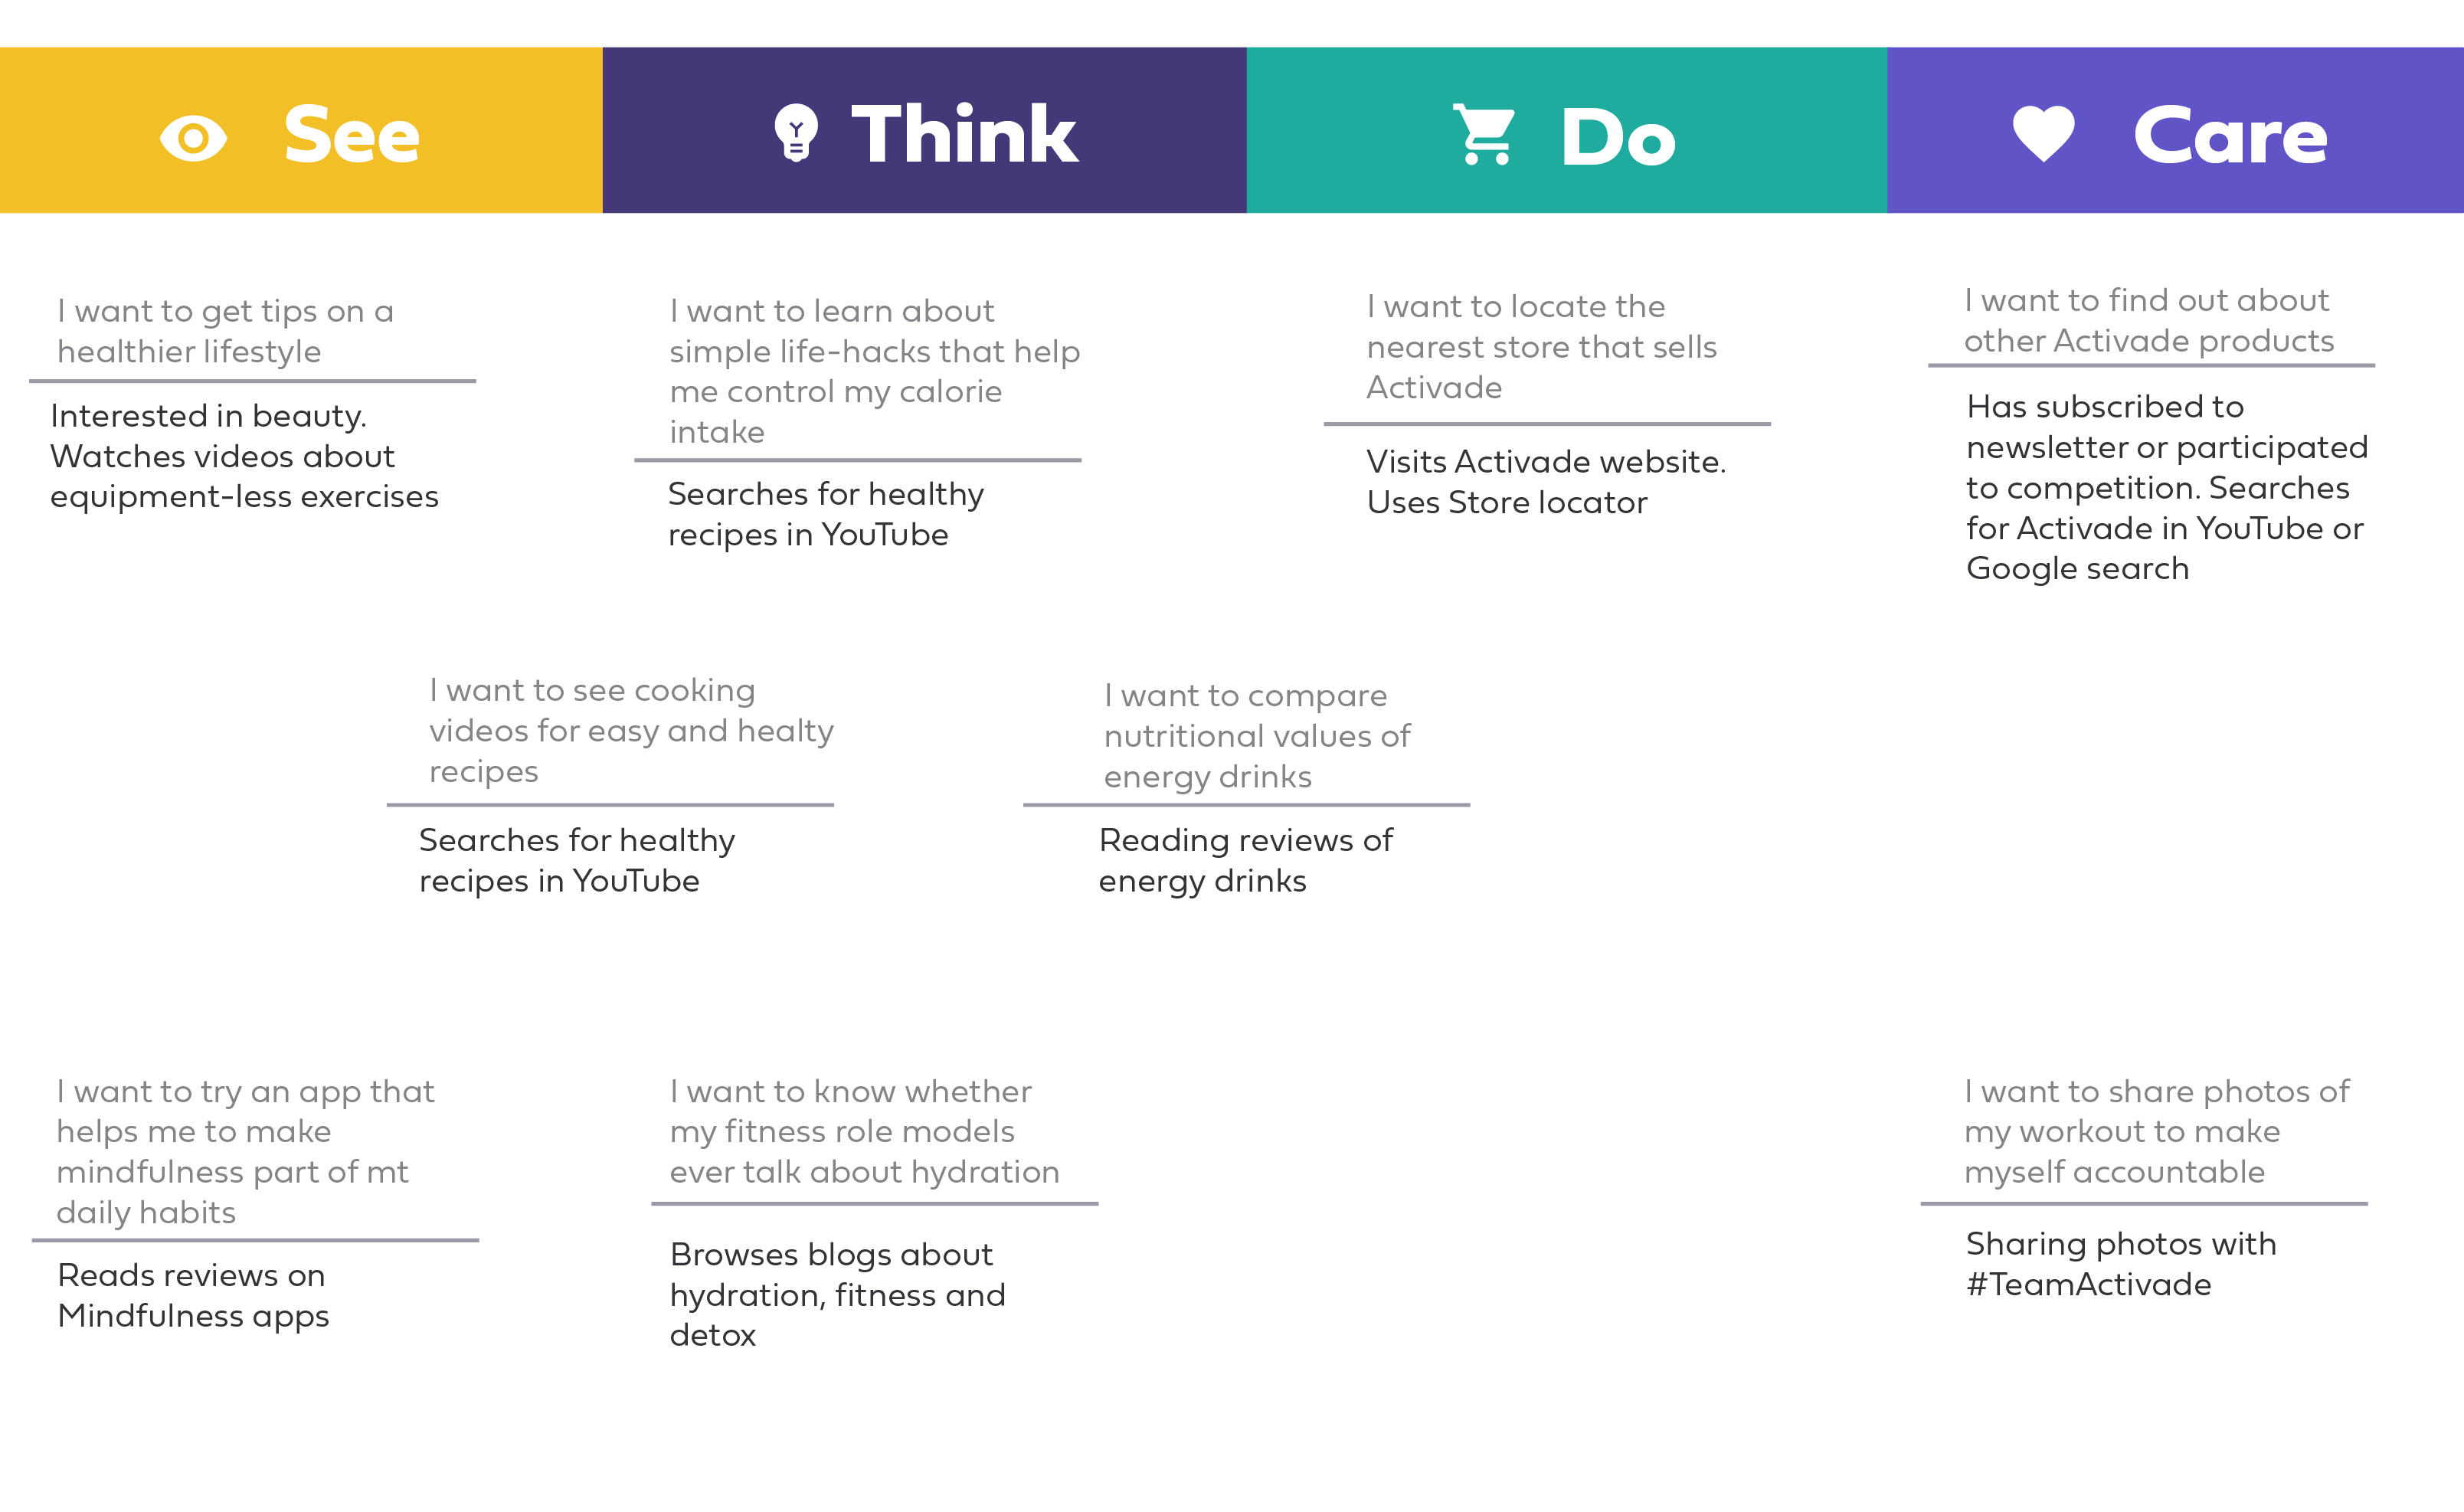 See
Think
Do
Care
I want to get tips on a
healthier lifestyle
Interested in beauty.
Watches videos about
equipment-less exercises
I want to learn about
simple life-hacks that help
me control my calorie
intake
Searches for healthy
recipes in YouTube
I want to locate the
nearest store that sells
Activade
Visits Activade website.
Uses Store locator
I want to find out about
other Activade products
Has subscribed to
newsletter or participated
to competition. Searches
for Activade in YouTube or
Google search
I want to see cooking
videos for easy and healty
recipes
Searches for healthy
recipes in YouTube
I want to compare
nutritional values of
energy drinks
Reading reviews of
energy drinks
I want to try an app that
helps me to make
mindfulness part of mt
daily habits
Reads reviews on
Mindfulness apps
I want to know whether
my fitness role models
ever talk about hydration
Browses blogs about
hydration, fitness and
detox
I want to share photos of
my workout to make
myself accountable
Sharing photos with
#TeamActivade